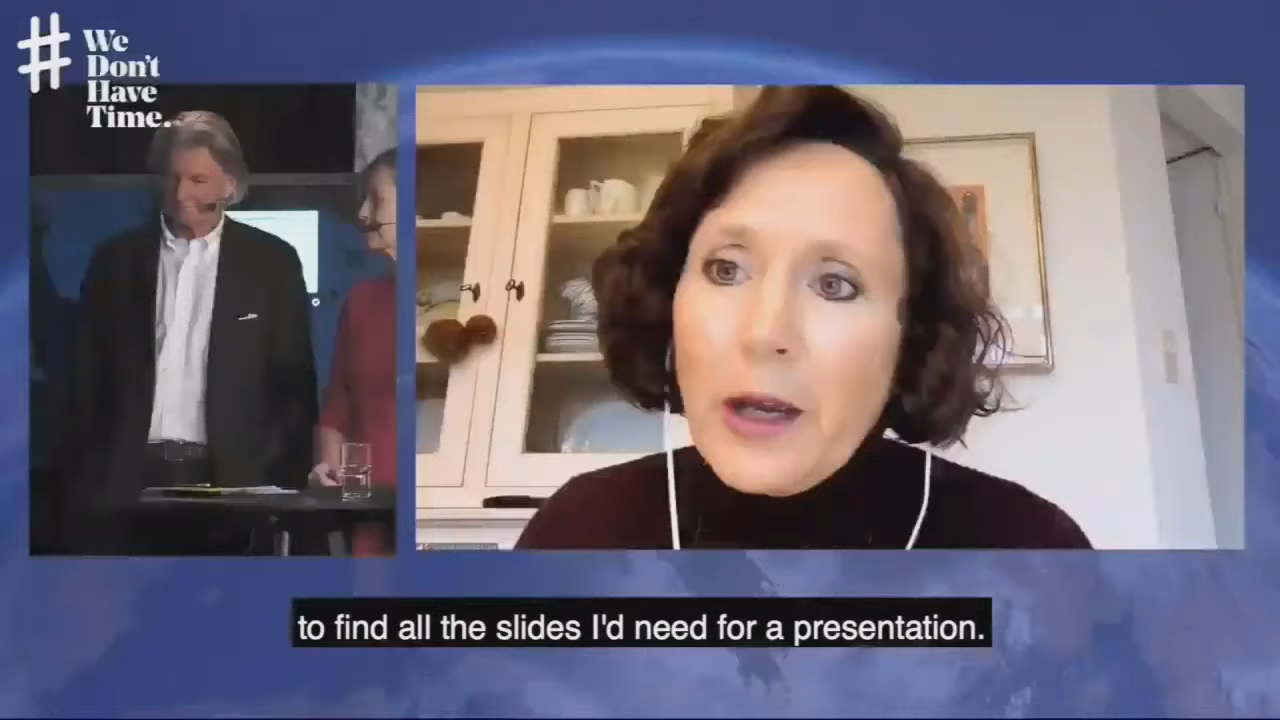 #
We
Don't
Have
Time.
to find all the slides I'd need for a presentation.